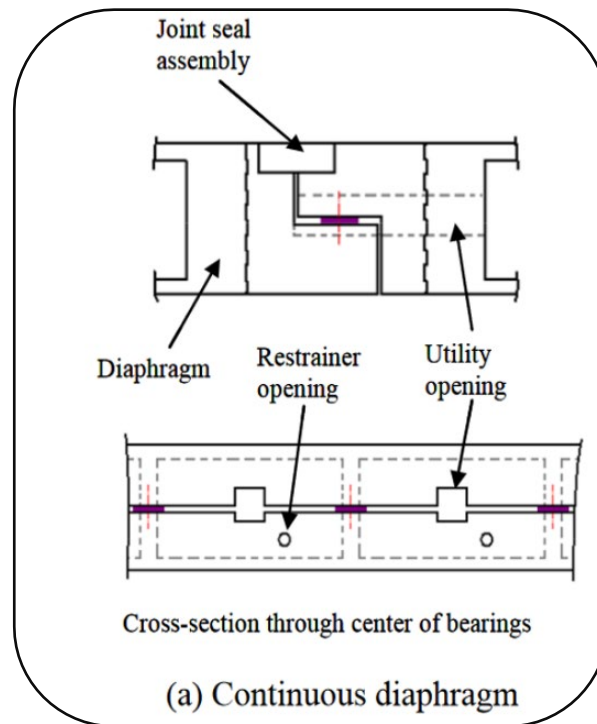 Joint seal
assembly
Diaphragm
Restrainer
opening
Utility
opening
Cross-section through center of bearings
(a) Continuous diaphragm